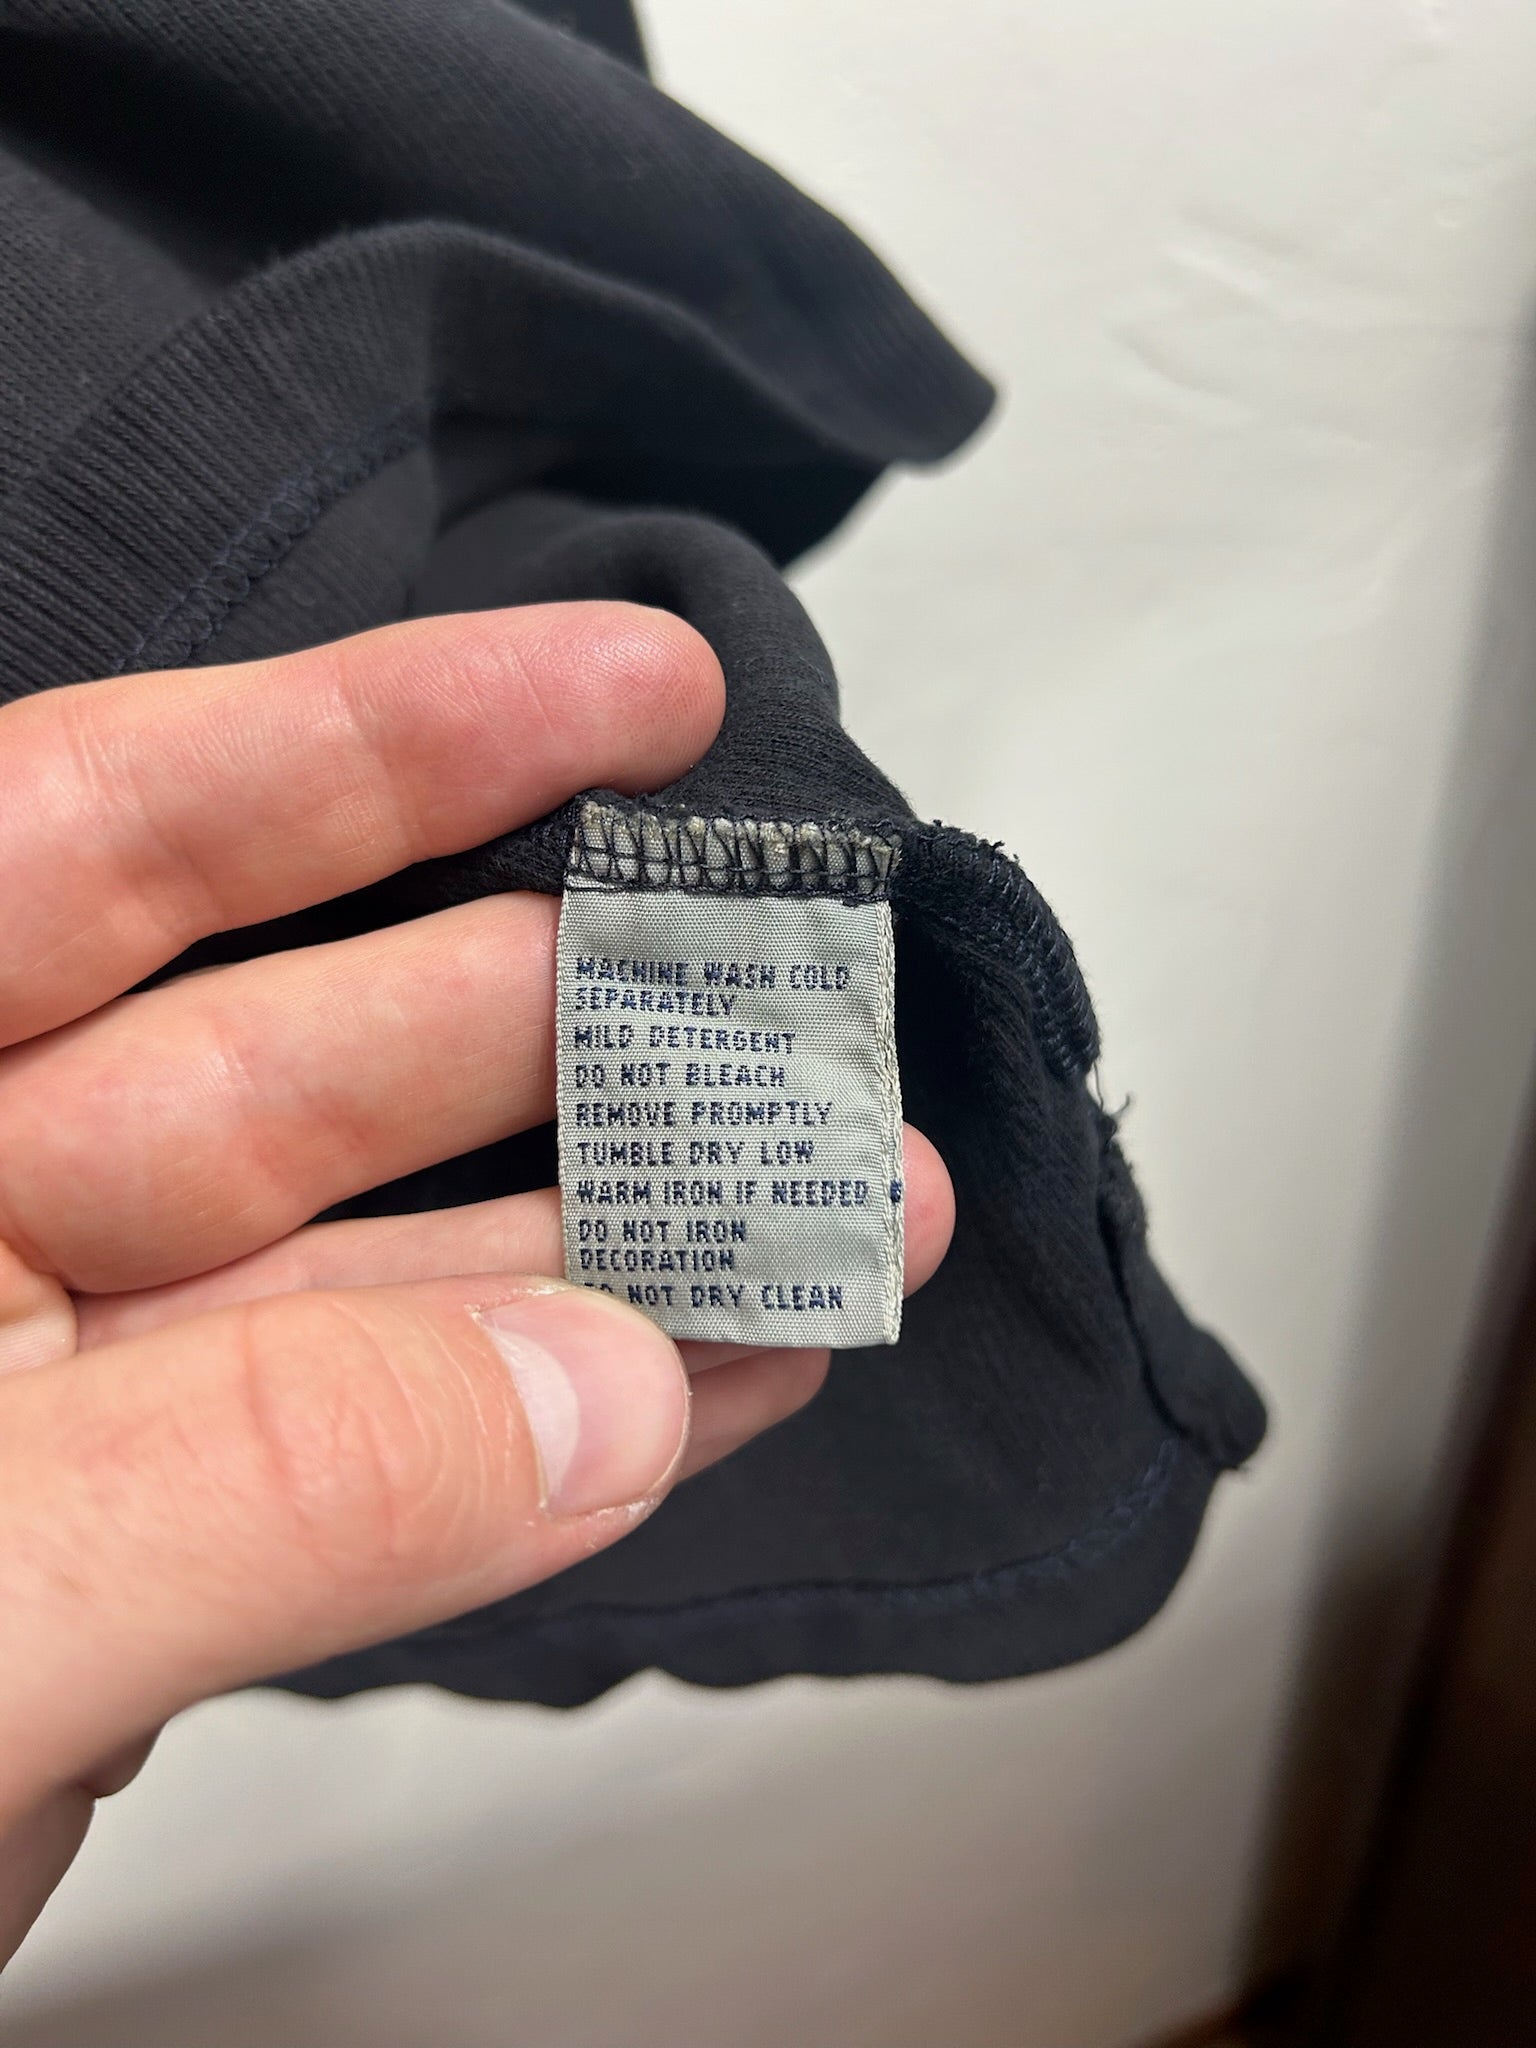 MACHINE WASH COLD
SEPARATELY
MILD DETERGENT
DO NOT BLEACH
REMOVE PROMPTLY
TUMBLE DRY LOW
WARM IRON IF NEEDED
DO NOT IRON
DECORATION
DO NOT DRY CLEAN